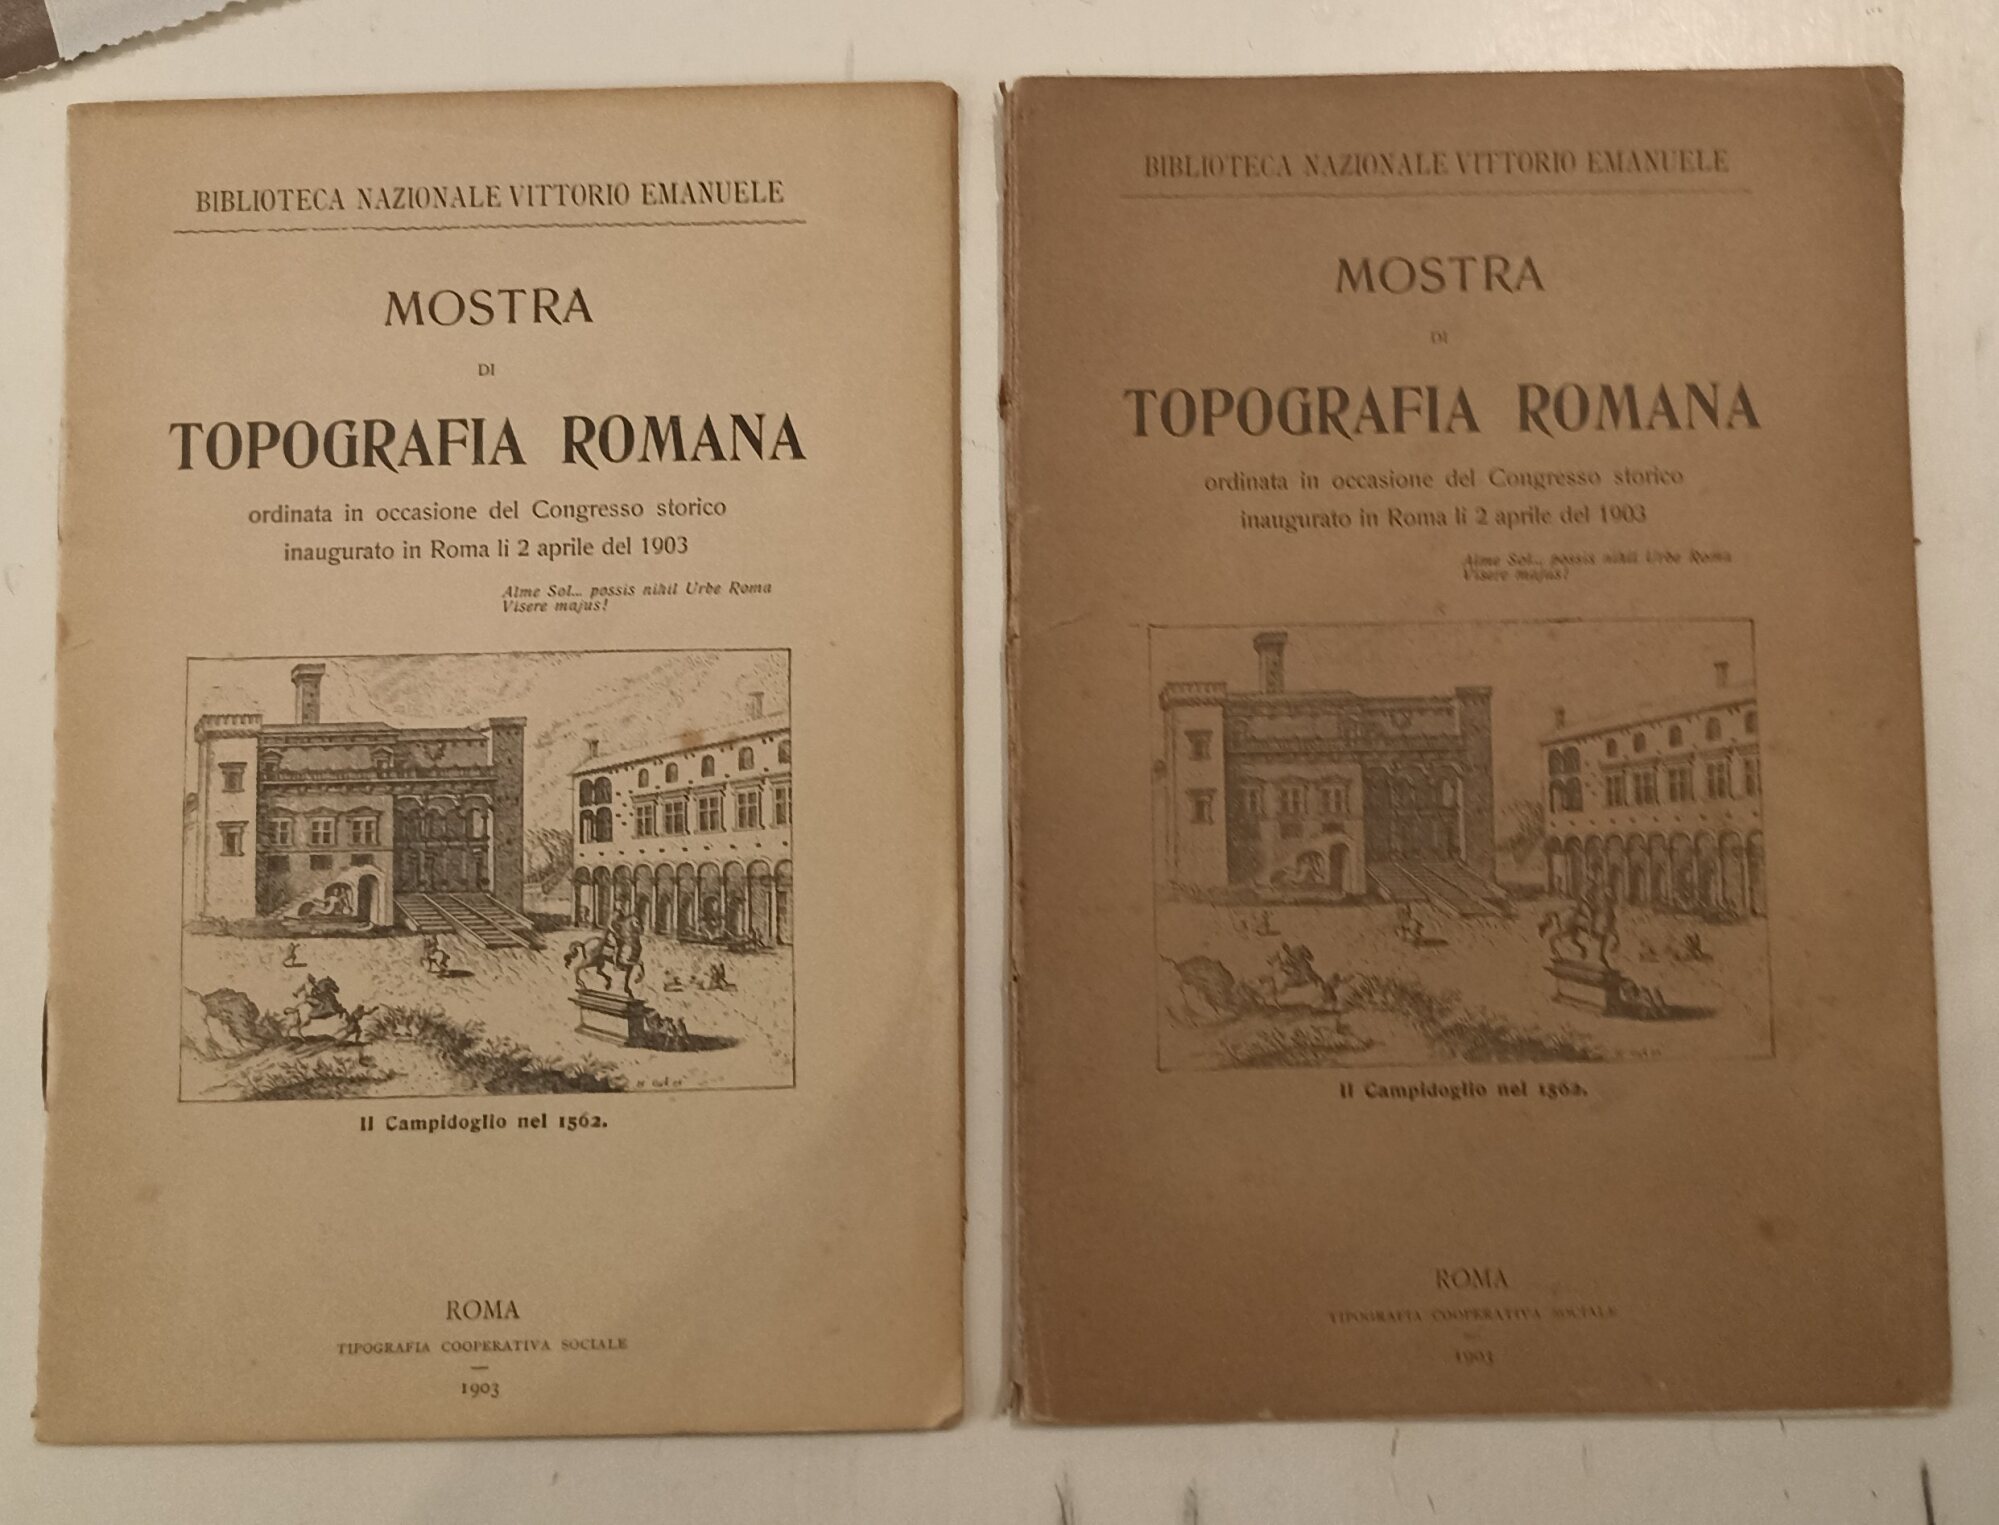 BIBLIOTECA NAZIONALE VITTORIO EMANUELE
MOSTRA
DI
TOPOGRAFIA ROMANA
ordinata in occasione del Congresso storico
inaugurato in Roma li 2 aprile del 1903
Alme Sol... possis nihil Urbe Roma
Visere majus!
Il Campidoglio nel 1562.
ROMA
TIPOGRAFIA COOPERATIVA SOCIALE
1903
BIBLIOTECA NAZIONALE VITTORIO EMANUELE
MOSTRA
DI
TOPOGRAFIA ROMANA
ordinata in occasione del Congresso storico
inaugurato in Roma li 2 aprile del 1903
Alme Sol... possis nihil Urbe Roma
Visere majus!
Il Campidoglio nel 1562.
ROMA
TIPOGRAFIA COOPERATIVA SOCIALE
1903